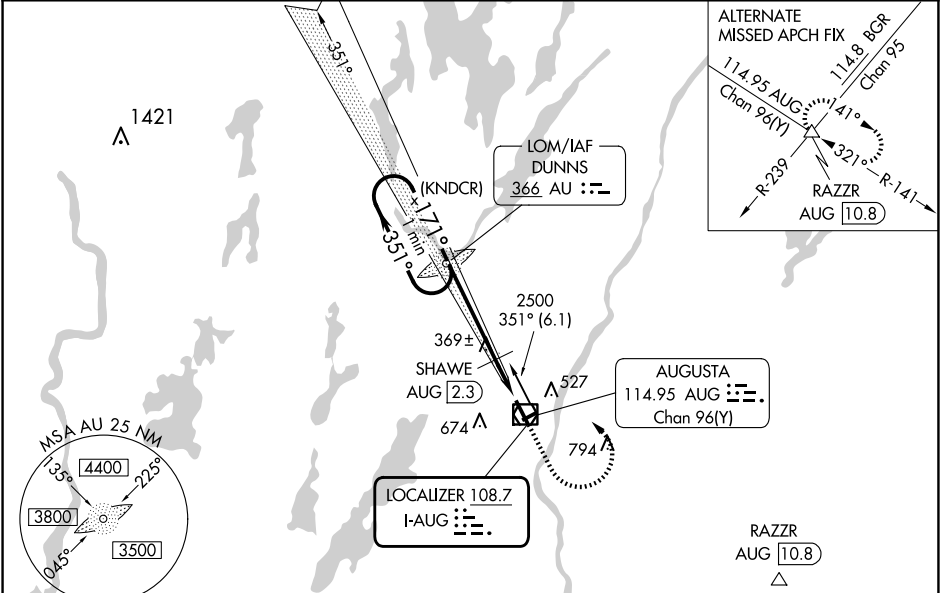 ALTERNATE
MISSED APCH FIX
114.8 BGR
Chan 95
114.95 AUG
Chan 96(Y)
141°
321°
R-141
R-239
RAZZR
AUG 10.8
351°
1421
LOM/IAF
DUNNS
366 AU
(KNDCR)
171°
1 min
351°
2500
351° (6.1)
369±
SHAWE
AUG 2.3
527
AUGUSTA
114.95 AUG
Chan 96(Y)
674
794
LOCALIZER 108.7
I-AUG
MSA AU 25 NM
135°
4400
225°
3800
3500
045°
RAZZR
AUG 10.8